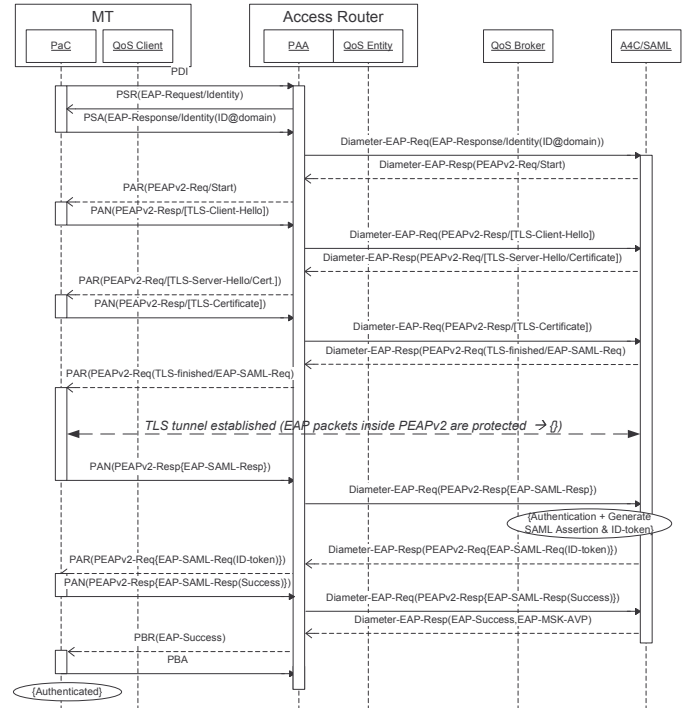 MT
Access Router
PaC
QoS Client
PAA
QoS Entity
QoS Broker
A4C/SAML
PDI
PSR(EAP-Request/Identity)
PSA(EAP-Response/Identity(ID@domain)
Diameter-EAP-Req(EAP-Response/Identity(ID@domain))
Diameter-EAP-Resp(PEAPv2-Req/Start)
PAR(PEAPv2-Req/Start)
PAN(PEAPv2-Resp/[TLS-Client-Hello])
Diameter-EAP-Req(PEAPv2-Resp/[TLS-Client-Hello])
Diameter-EAP-Resp(PEAPv2-Req/[TLS-Server-Hello/Certificate])
PAR(PEAPv2-Req/[TLS-Server-Hello/Cert.])
PAN(PEAPv2-Resp/[TLS-Certificate])
Diameter-EAP-Req(PEAPv2-Resp/[TLS-Certificate])
Diameter-EAP-Resp(PEAPv2-Req(TLS-finished/EAP-SAML-Req)
PAR(PEAPv2-Req(TLS-finished/EAP-SAML-Req)
TLS tunnel established (EAP packets inside PEAPv2 are protected → {})
PAN(PEAPv2-Resp{EAP-SAML-Resp})
Diameter-EAP-Req(PEAPv2-Resp{EAP-SAML-Resp})
{Authentication + Generate
SAML Assertion & ID-token}
Diameter-EAP-Resp(PEAPv2-Req{EAP-SAML-Req(ID-token)})
PAR(PEAPv2-Req{EAP-SAML-Req(ID-token)})
PAN(PEAPv2-Resp{EAP-SAML-Resp(Success)})
Diameter-EAP-Req(PEAPv2-Resp{EAP-SAML-Resp(Success)})
Diameter-EAP-Resp(EAP-Success,EAP-MSK-AVP)
PBR(EAP-Success)
PBA
{Authenticated}